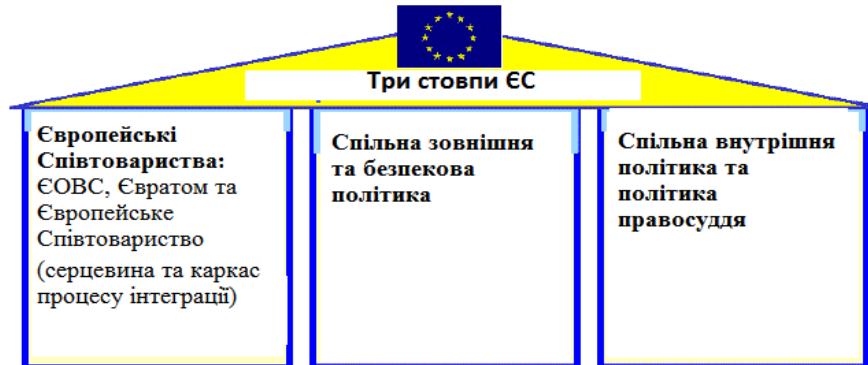 Три стовпи ЄС
Європейські
Співтовариства:
ЄОВС, Євратом та
Європейське
Співтовариство
(серцевина та каркас
процесу інтеграції)
Спільна зовнішня
та безпекова
політика
Спільна внутрішня
політика та
політика
правосуддя